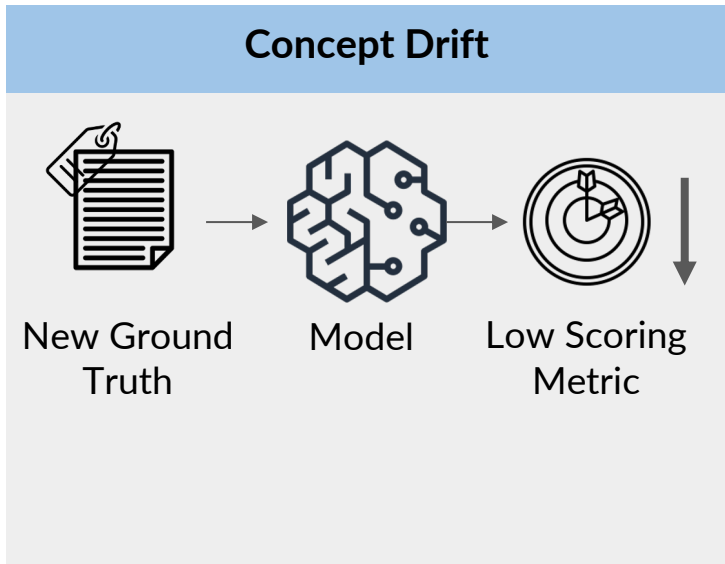 Concept Drift
New Ground
Truth
Model
Low Scoring
Metric